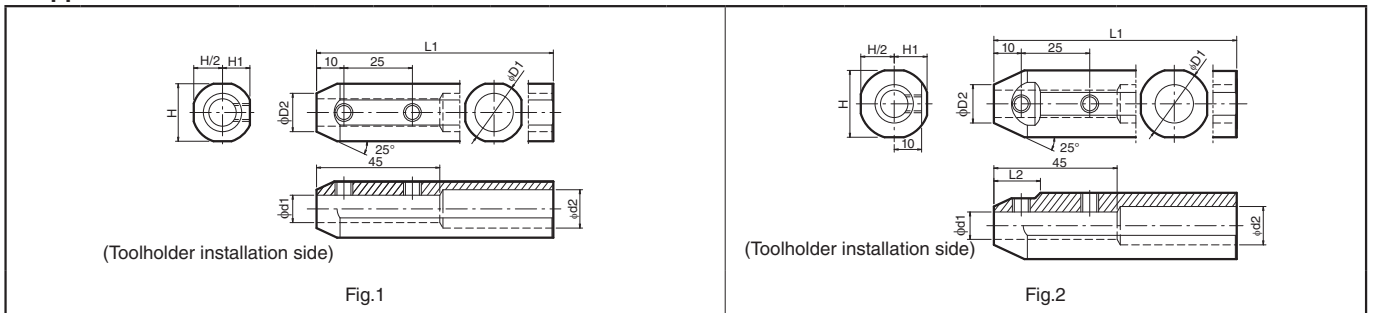 L1
10 25
H/2 H1
H
ϕD2
ϕD1
25°
45
ϕd1
ϕd2
(Toolholder installation side)
Fig.1
L1
10 25
H/2 H1
H
ϕD2
ϕD1
10
25°
45
L2
ϕd1
ϕd2
(Toolholder installation side)
Fig.2